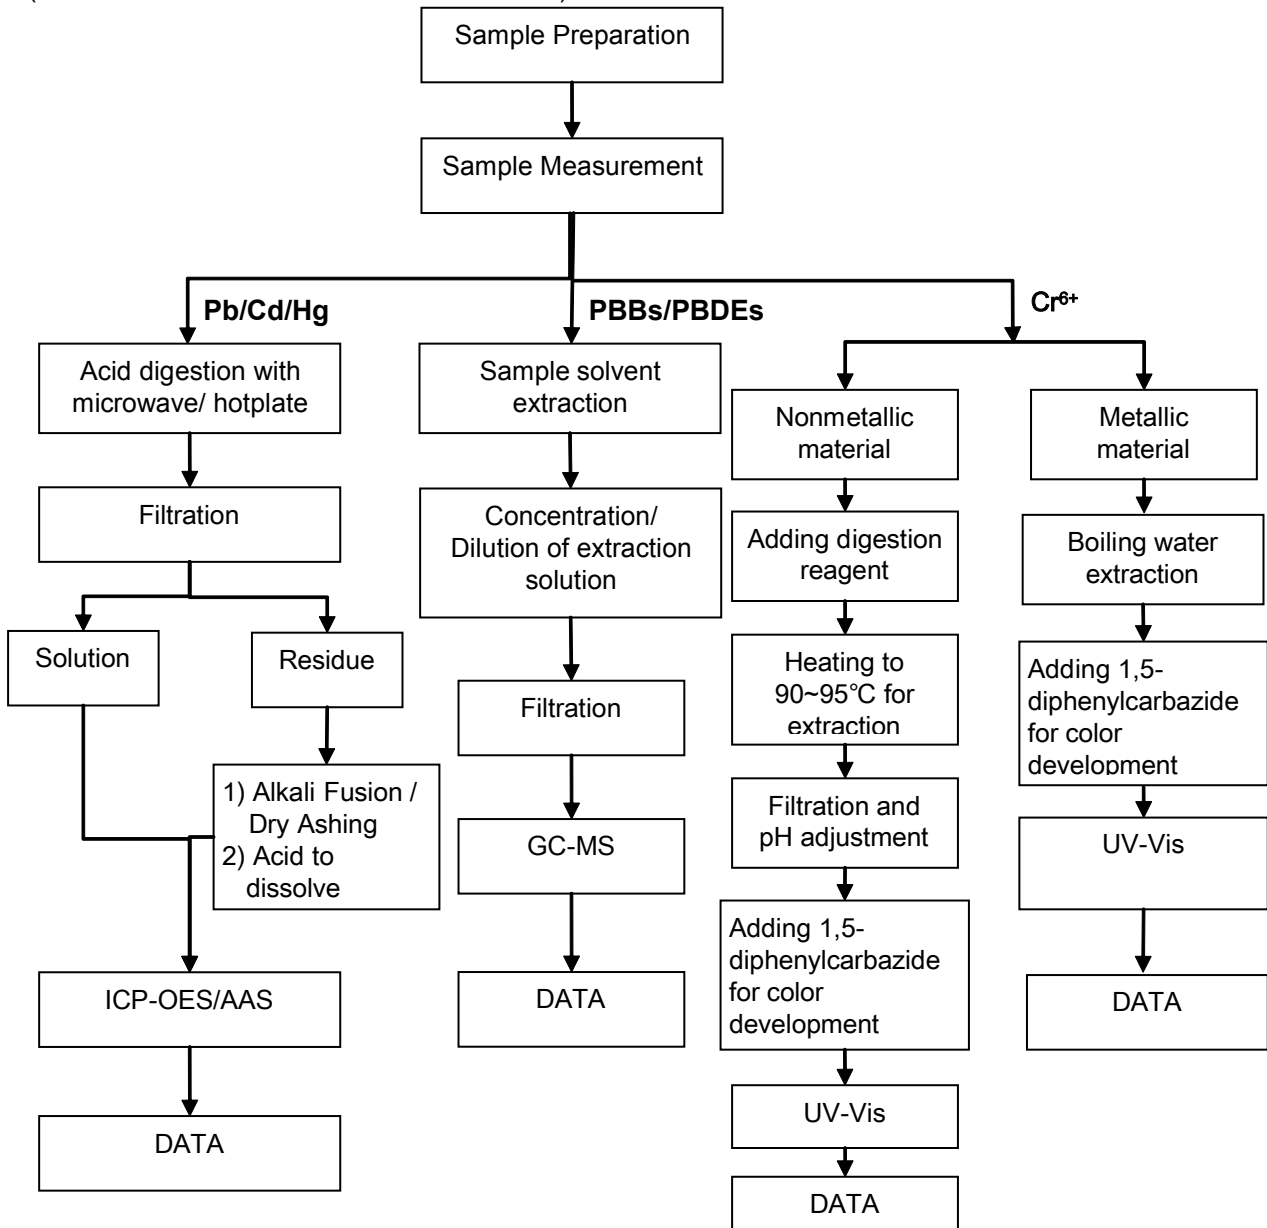 Sample Preparation
Sample Measurement
Pb/Cd/Hg
PBBs/PBDEs
Cr⁶⁺
Acid digestion with
microwave/ hotplate
Filtration
Solution
Residue
1) Alkali Fusion /
Dry Ashing
2) Acid to
dissolve
ICP-OES/AAS
DATA
Sample solvent
extraction
Concentration/
Dilution of extraction
solution
Filtration
GC-MS
DATA
Nonmetallic
material
Adding digestion
reagent
Heating to
90~95℃ for
extraction
Filtration and
pH adjustment
Adding 1,5-
diphenylcarbazide
for color
development
UV-Vis
DATA
Metallic
material
Boiling water
extraction
Adding 1,5-
diphenylcarbazide
for color
development
UV-Vis
DATA